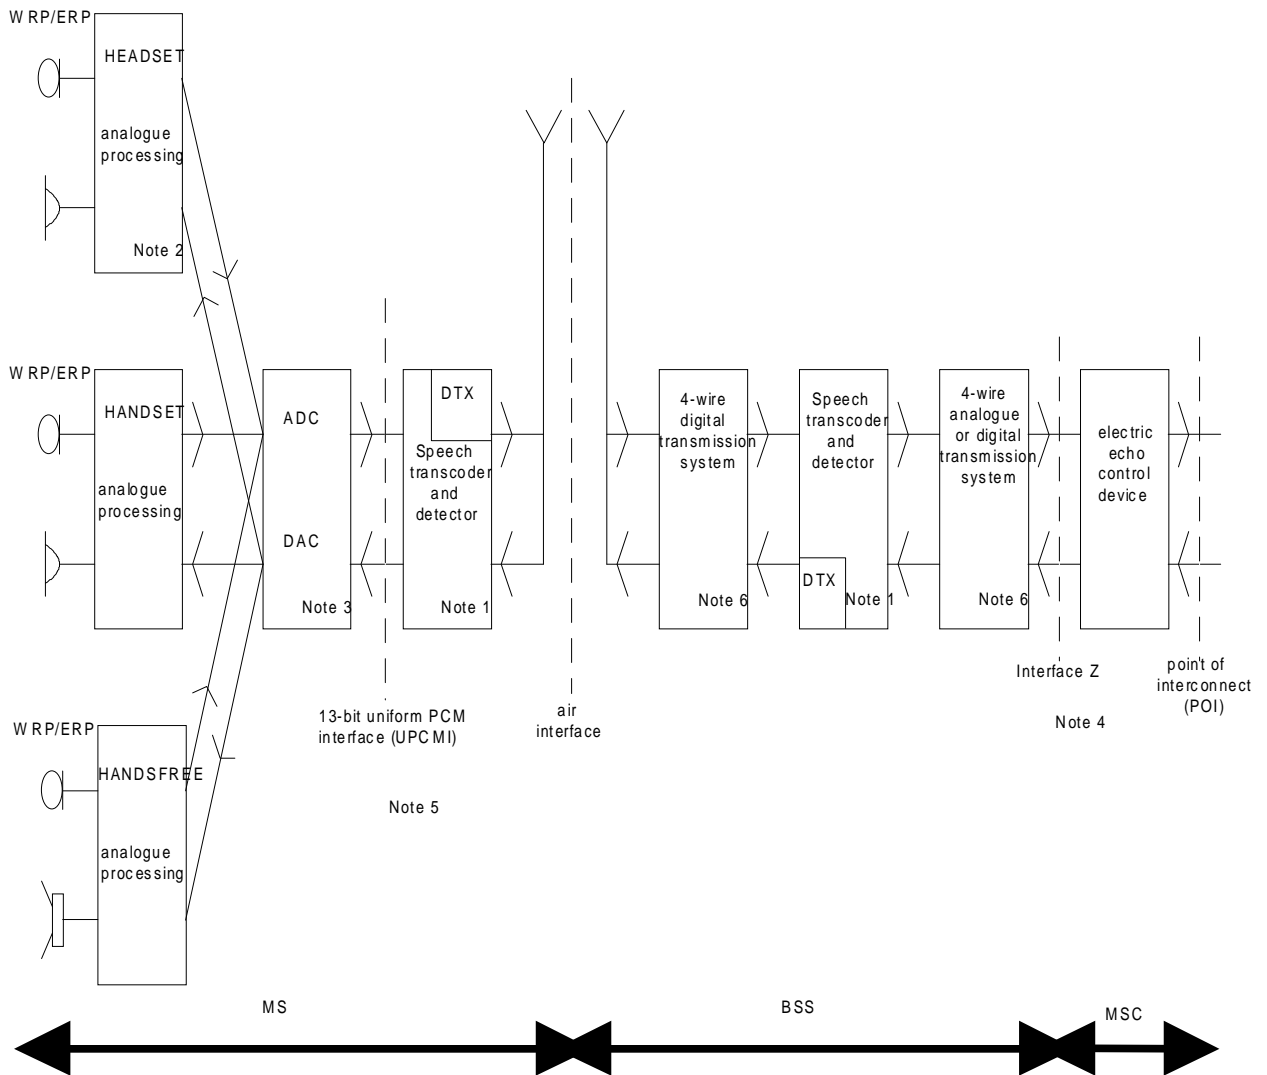 WRP/ERP
HEADSET
analogue
processing
Note 2
WRP/ERP
HANDSET
analogue
processing
ADC
DAC
Note 3
DTX
Speech
transcoder
and
detector
Note 1
4-wire
digital
transmission
system
Note 6
Speech
transcoder
and
detector
DTX
Note 1
4-wire
analogue
or digital
transmission
system
Note 6
electric
echo
control
device
WRP/ERP
HANDSFREE
analogue
processing
13-bit uniform PCM
interface (UPCMI)
Note 5
air
interface
Interface Z
Note 4
point of
interconnect
(POI)
MS
BSS
MSC